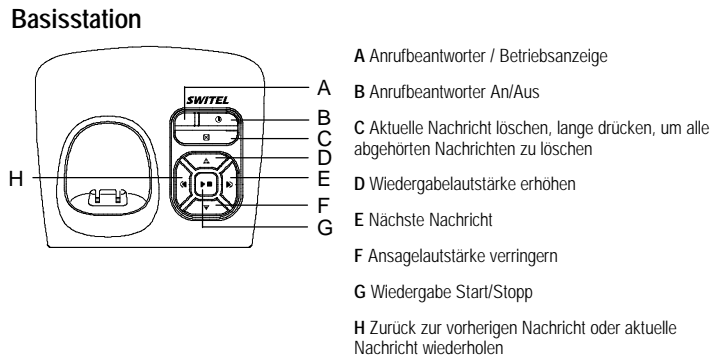 Basisstation
SWITEL
A
B
C
D
E
F
G
H
A Anrufbeantworter / Betriebsanzeige
B Anrufbeantworter An/Aus
C Aktuelle Nachricht löschen, lange drücken, um alle
abgehörten Nachrichten zu löschen
D Wiedergabelautstärke erhöhen
E Nächste Nachricht
F Ansagelautstärke verringern
G Wiedergabe Start/Stopp
H Zurück zur vorherigen Nachricht oder aktuelle
Nachricht wiederholen